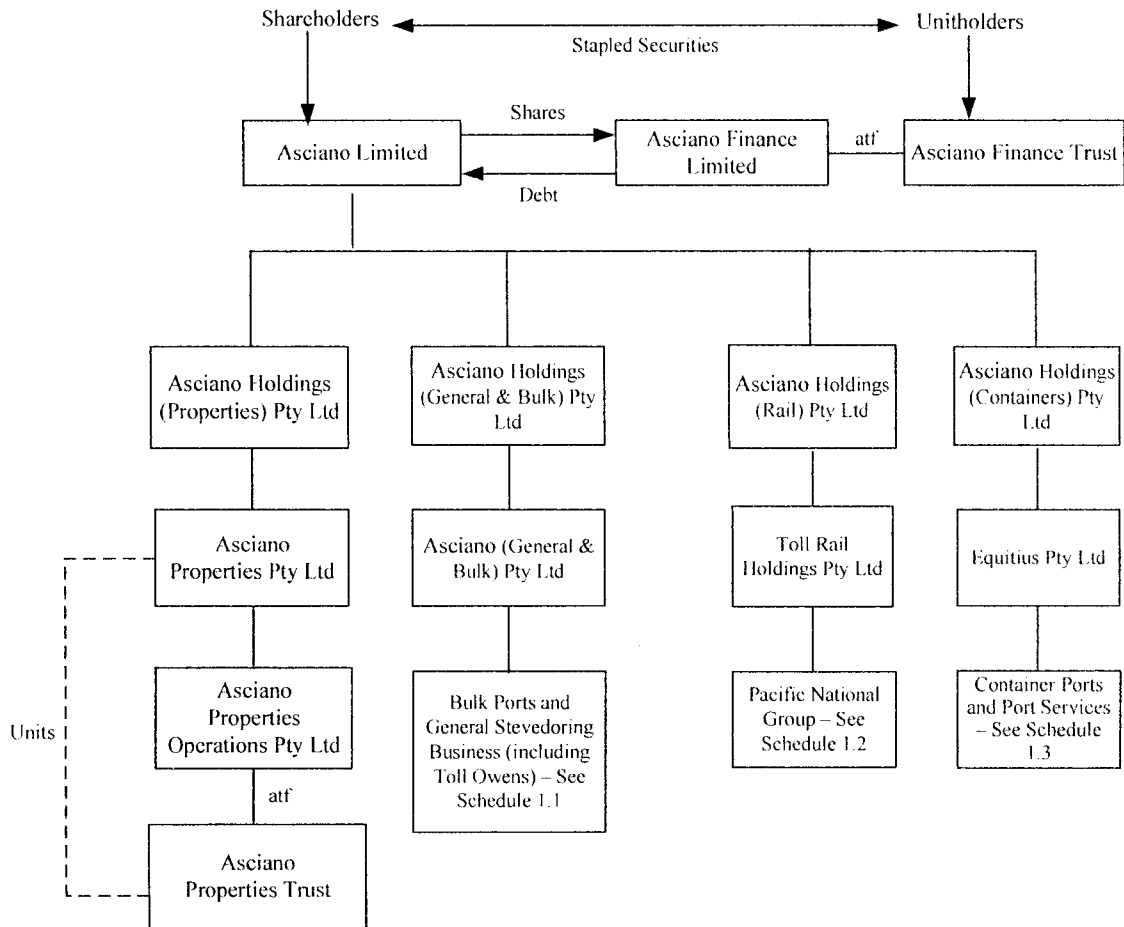 Shareholders
Unitholders
Stapled Securities
Shares
Asciano Limited
Asciano Finance
Limited
atf
Asciano Finance Trust
Debt
Asciano Holdings
(Properties) Pty Ltd
Asciano Holdings
(General & Bulk) Pty
Ltd
Asciano Holdings
(Rail) Pty Ltd
Asciano Holdings
(Containers) Pty
Ltd
Asciano
Properties Pty Ltd
Asciano (General &
Bulk) Pty Ltd
Toll Rail
Holdings Pty Ltd
Equitius Pty Ltd
Units
Asciano
Properties
Operations Pty Ltd
Bulk Ports and
General Stevedoring
Business (including
Toll Owens) – See
Schedule 1.1
Pacific National
Group – See
Schedule 1.2
Container Ports
and Port Services
– See Schedule
1.3
atf
Asciano
Properties Trust